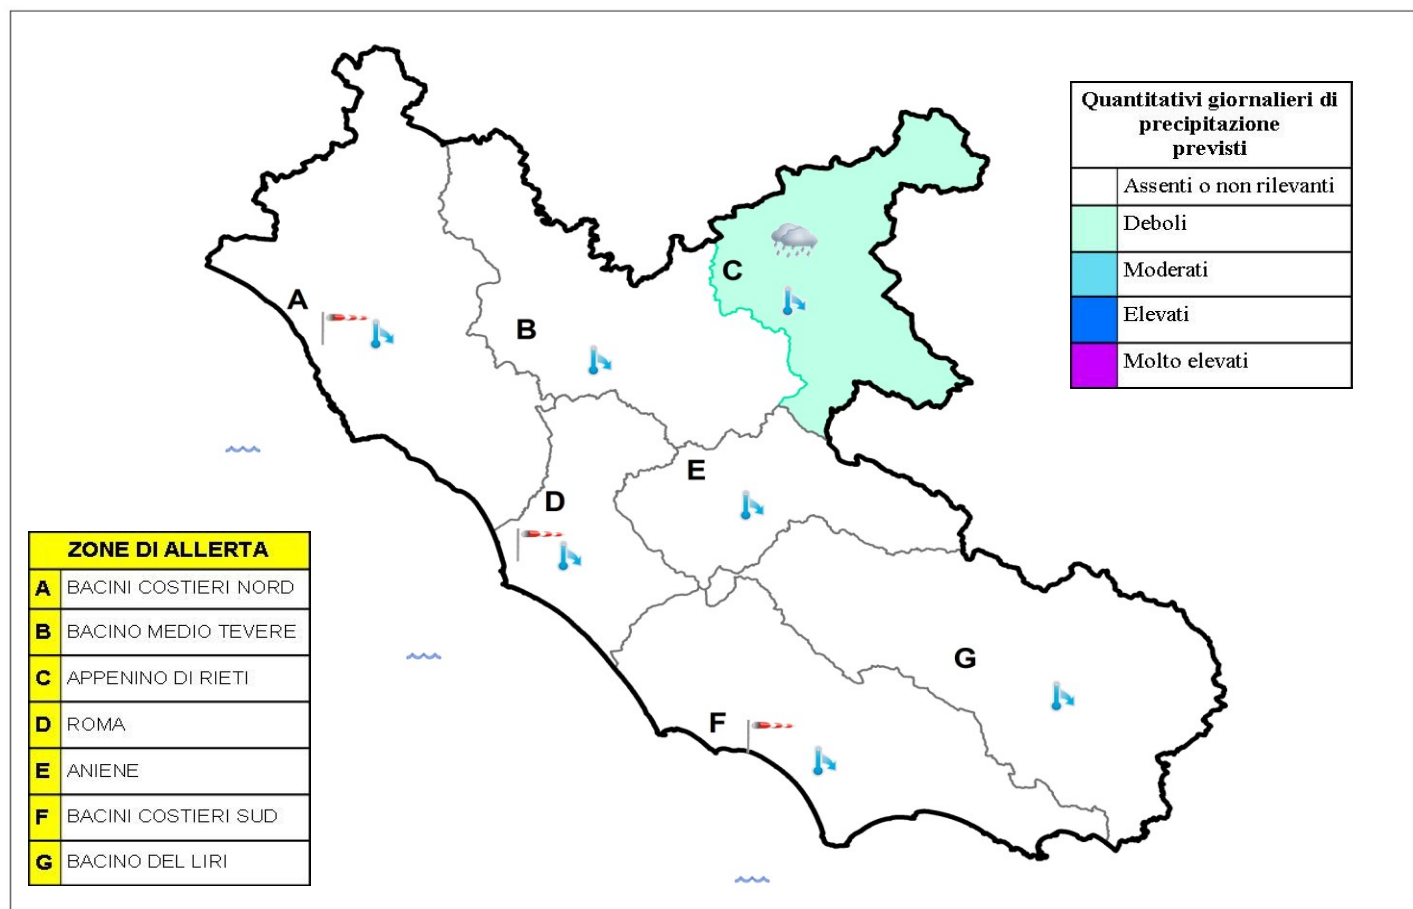 Quantitativi giornalieri di
precipitazione
previsti
Assenti o non rilevanti
Deboli
Moderati
Elevati
Molto elevati
A
B
C
D
E
F
G
ZONE DI ALLERTA
A BACINI COSTIERI NORD
B BACINO MEDIO TEVERE
C APPENINO DI RIETI
D ROMA
E ANIENE
F BACINI COSTIERI SUD
G BACINO DEL LIRI